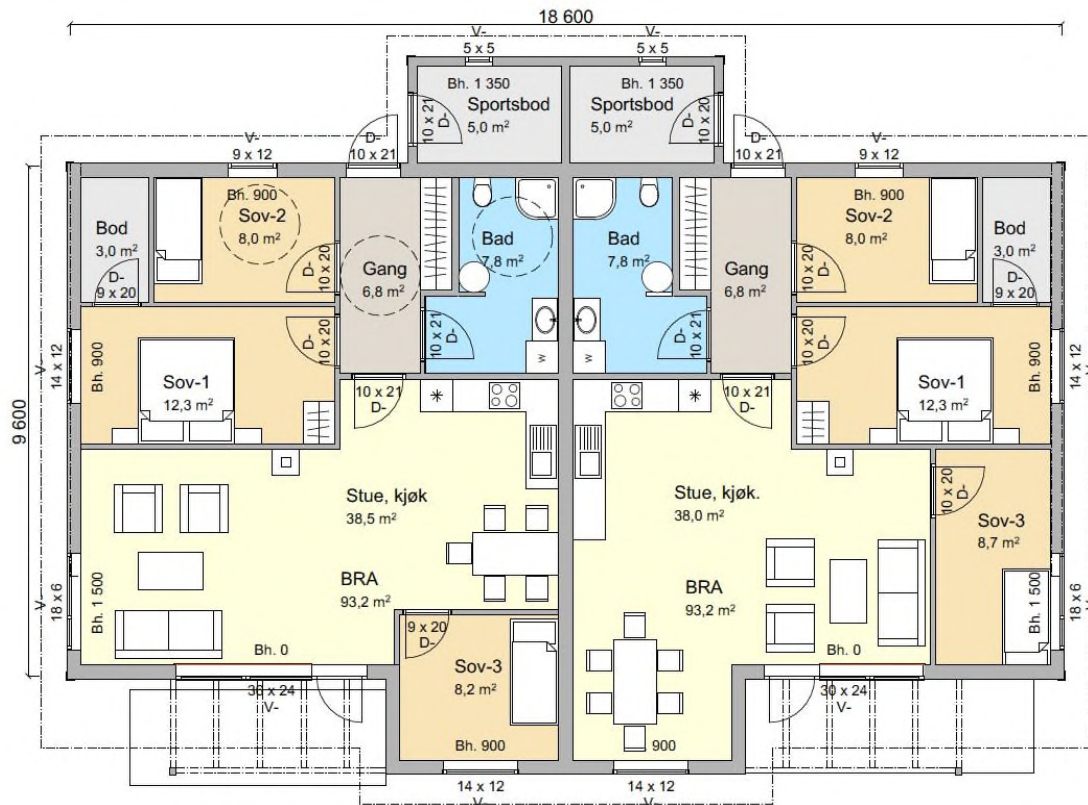 18 600
V-
5 x 5
V-
5 x 5
Bh. 1 350
Sportsbod
5,0 m²
10 x 21
D-
Bh. 1 350
Sportsbod
5,0 m²
10 x 20
D-
V-
9 x 12
D-
10 x 21
D-
10 x 21
V-
9 x 12
9 600
Bod
3,0 m²
D-
9 x 20
Bh. 900
Sov-2
8,0 m²
D-
10 x 20
Gang
6,8 m²
Bad
7,8 m²
Bad
7,8 m²
Gang
6,8 m²
10 x 20
D-
Bh. 900
Sov-2
8,0 m²
Bod
3,0 m²
D-
9 x 20
V-
14 x 12
Bh. 900
Sov-1
12,3 m²
D-
10 x 20
10 x 21
D-
W
W
D-
10 x 21
10 x 20
D-
Sov-1
12,3 m²
Bh. 900
14 x 12
10 x 21
D-
10 x 21
D-
Stue, kjøk
38,5 m²
Stue, kjøk.
38,0 m²
10 x 20
D-
Sov-3
8,7 m²
BRA
93,2 m²
BRA
93,2 m²
V-
18 x 6
Bh. 1 500
Bh. 1 500
18 x 6
V-
Bh. 0
9 x 20
D-
Sov-3
8,2 m²
Bh. 900
Bh. 0
30 x 24
V-
30 x 24
V-
900
14 x 12
V-
14 x 12
V-